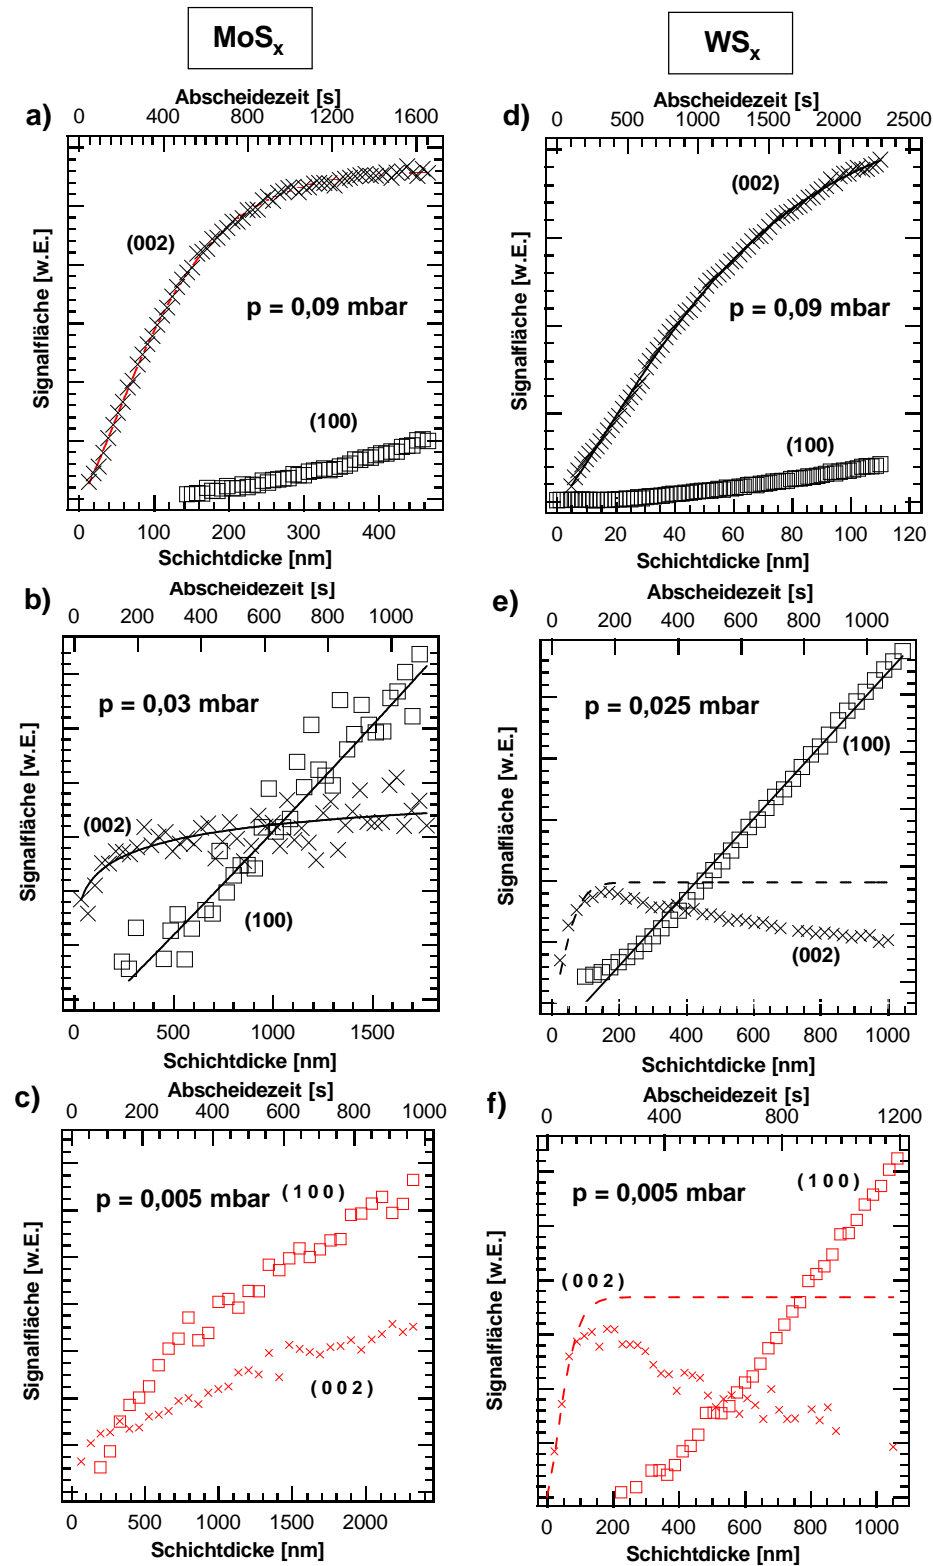 MoSx
WSx
a)
Abscheidezeit [s]
0 400 800 1200 1600
(002)
p = 0,09 mbar
(100)
Signalfläche [w.E.]
0 100 200 300 400
Schichtdicke [nm]
d)
Abscheidezeit [s]
0 500 1000 1500 2000 2500
(002)
p = 0,09 mbar
(100)
Signalfläche [w.E.]
0 20 40 60 80 100 120
Schichtdicke [nm]
b)
Abscheidezeit [s]
0 200 400 600 800 1000
p = 0,03 mbar
(002)
(100)
Signalfläche [w.E.]
0 500 1000 1500
Schichtdicke [nm]
e)
Abscheidezeit [s]
0 200 400 600 800 1000
p = 0,025 mbar
(100)
(002)
Signalfläche [w.E.]
0 200 400 600 800 1000
Schichtdicke [nm]
c)
Abscheidezeit [s]
0 200 400 600 800 1000
p = 0,005 mbar
(100)
(002)
Signalfläche [w.E.]
0 500 1000 1500 2000
Schichtdicke [nm]
f)
Abscheidezeit [s]
0 400 800 1200
p = 0,005 mbar
(100)
(002)
Signalfläche [w.E.]
0 200 400 600 800 1000
Schichtdicke [nm]